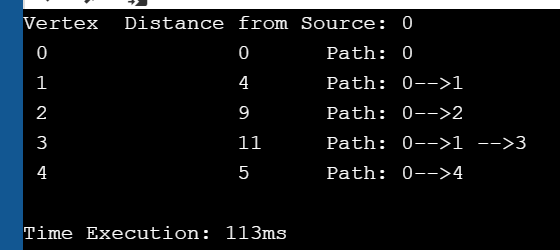 Vertex Distance from Source: 0
0 0 Path: 0
1 4 Path: 0-->1
2 9 Path: 0-->2
3 11 Path: 0-->1 -->3
4 5 Path: 0-->4
Time Execution: 113ms